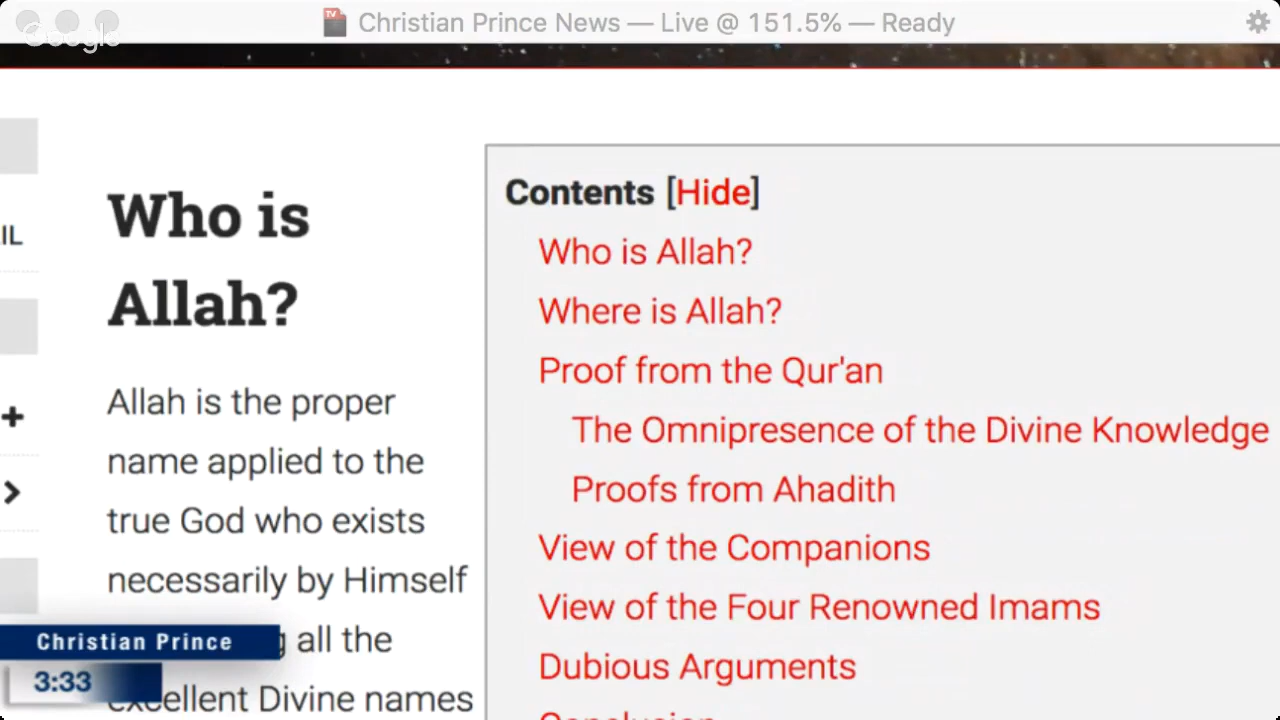 Christian Prince News — Live @ 151.5% — Ready
Google
IL
Who is
Allah?
Allah is the proper
name applied to the
true God who exists
necessarily by Himself
all the
excellent Divine names
Contents [Hide]
Who is Allah?
Where is Allah?
Proof from the Qur'an
The Omnipresence of the Divine Knowledge
Proofs from Ahadith
View of the Companions
View of the Four Renowned Imams
Dubious Arguments
Conclusion
Christian Prince
3:33